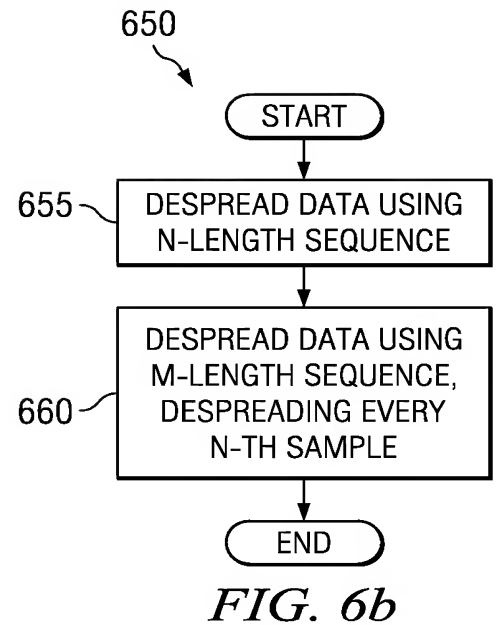 650
START
655
DESPREAD DATA USING
N-LENGTH SEQUENCE
660
DESPREAD DATA USING
M-LENGTH SEQUENCE,
DESPREADING EVERY
N-TH SAMPLE
END
FIG. 6b